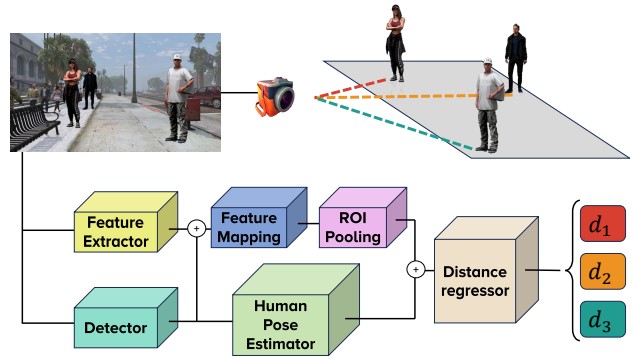 Feature
Extractor
+
Feature
Mapping
ROI
Pooling
Detector
Human
Pose
Estimator
+
Distance
regressor
d₁
d₂
d₃